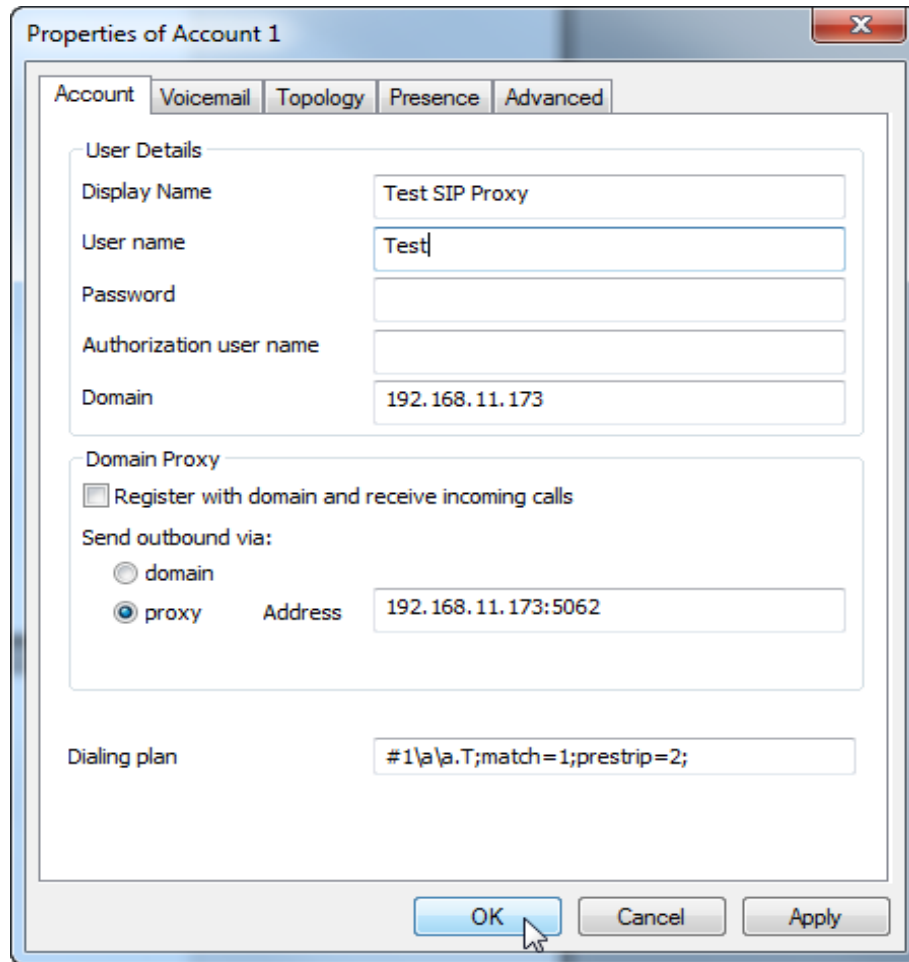 Properties of Account 1
Account Voicemail Topology Presence Advanced
User Details
Display Name Test SIP Proxy
User name Test
Password
Authorization user name
Domain 192.168.11.173
Domain Proxy
Register with domain and receive incoming calls
Send outbound via:
domain
proxy Address 192.168.11.173:5062
Dialing plan #1\a\a.T;match=1;prestrip=2;
OK Cancel Apply